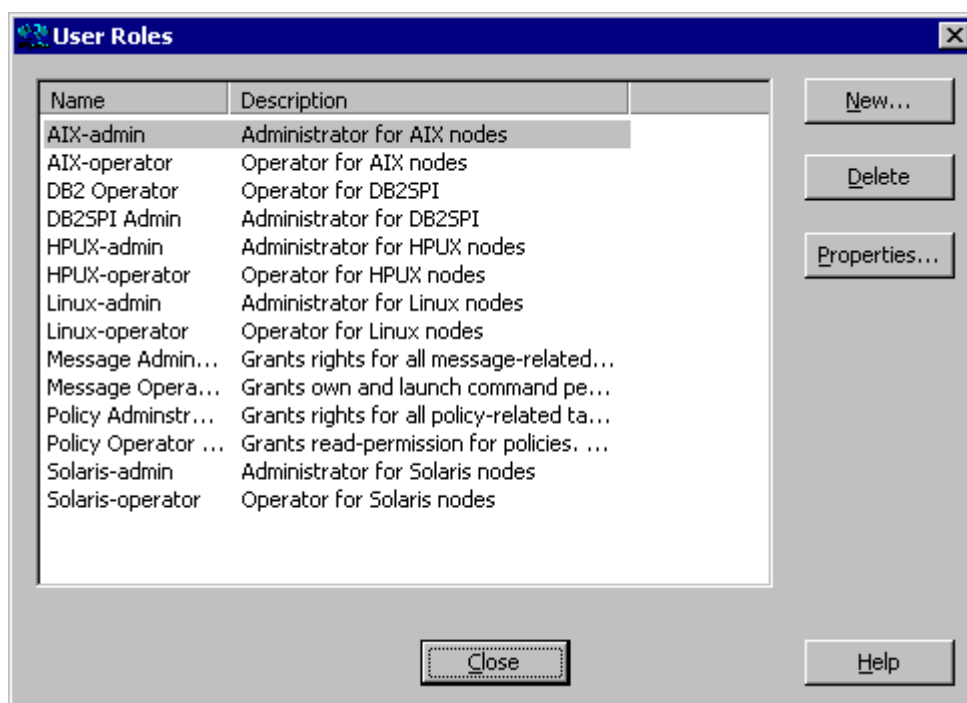 User Roles
Name Description
AIX-admin Administrator for AIX nodes
AIX-operator Operator for AIX nodes
DB2 Operator Operator for DB2SPI
DB2SPI Admin Administrator for DB2SPI
HPUX-admin Administrator for HPUX nodes
HPUX-operator Operator for HPUX nodes
Linux-admin Administrator for Linux nodes
Linux-operator Operator for Linux nodes
Message Admin... Grants rights for all message-related...
Message Opera... Grants own and launch command pe...
Policy Adminstr... Grants rights for all policy-related ta...
Policy Operator ... Grants read-permission for policies. ...
Solaris-admin Administrator for Solaris nodes
Solaris-operator Operator for Solaris nodes
New...
Delete
Properties...
Close
Help